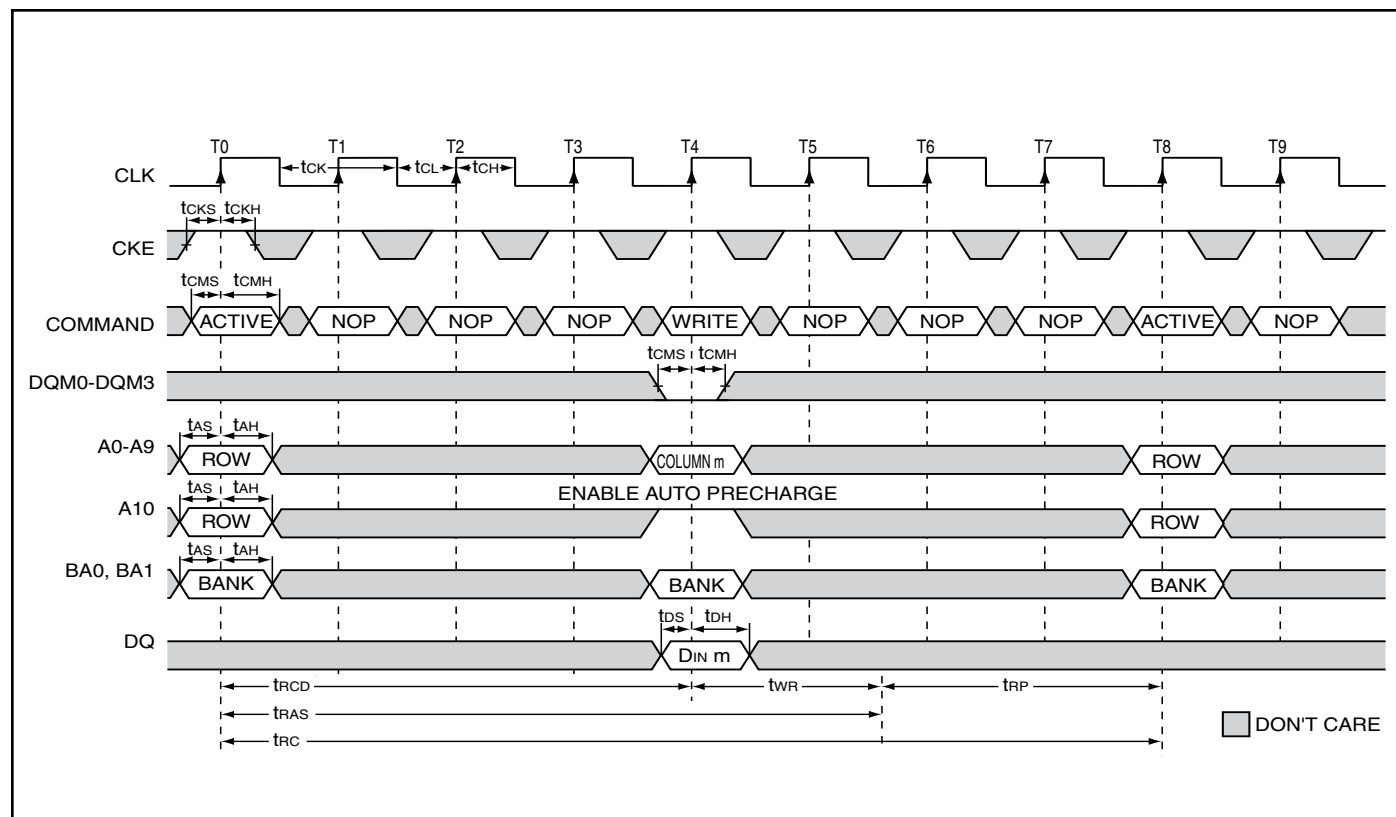 T0 T1 T2 T3 T4 T5 T6 T7 T8 T9
CLK tCK tCL tCH
tCKS tCKH
CKE
tCMS tCMH
COMMAND ACTIVE NOP NOP NOP WRITE NOP NOP NOP ACTIVE NOP
tCMS tCMH
DQM0-DQM3
tAS tAH
A0-A9 ROW COLUMN m ROW
tAS tAH ENABLE AUTO PRECHARGE
A10 ROW ROW
tAS tAH
BA0, BA1 BANK BANK BANK
tDS tDH
DQ DIN m
tRCD tWR tRP
tRAS
tRC
DON'T CARE